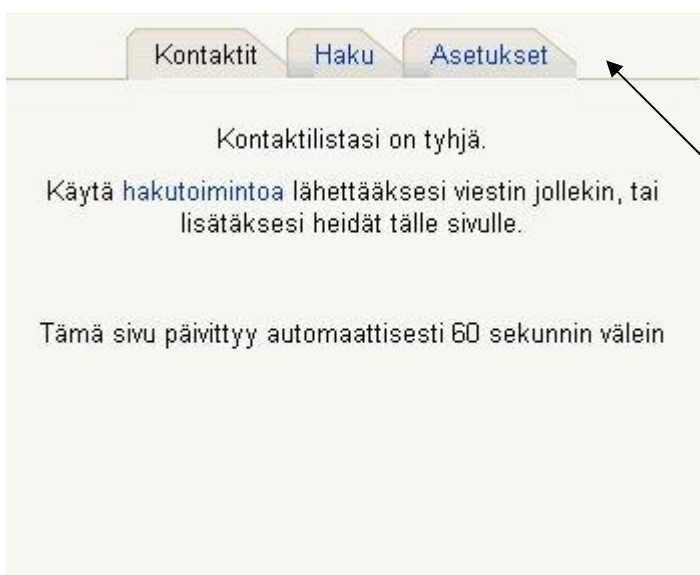 Kontaktit Haku Asetukset
Kontaktilistasi on tyhjä.
Käytä hakutoimintoa lähettääksesi viestin jollekin, tai
lisätäksesi heidät tälle sivulle.
Tämä sivu päivittyy automaattisesti 60 sekunnin välein